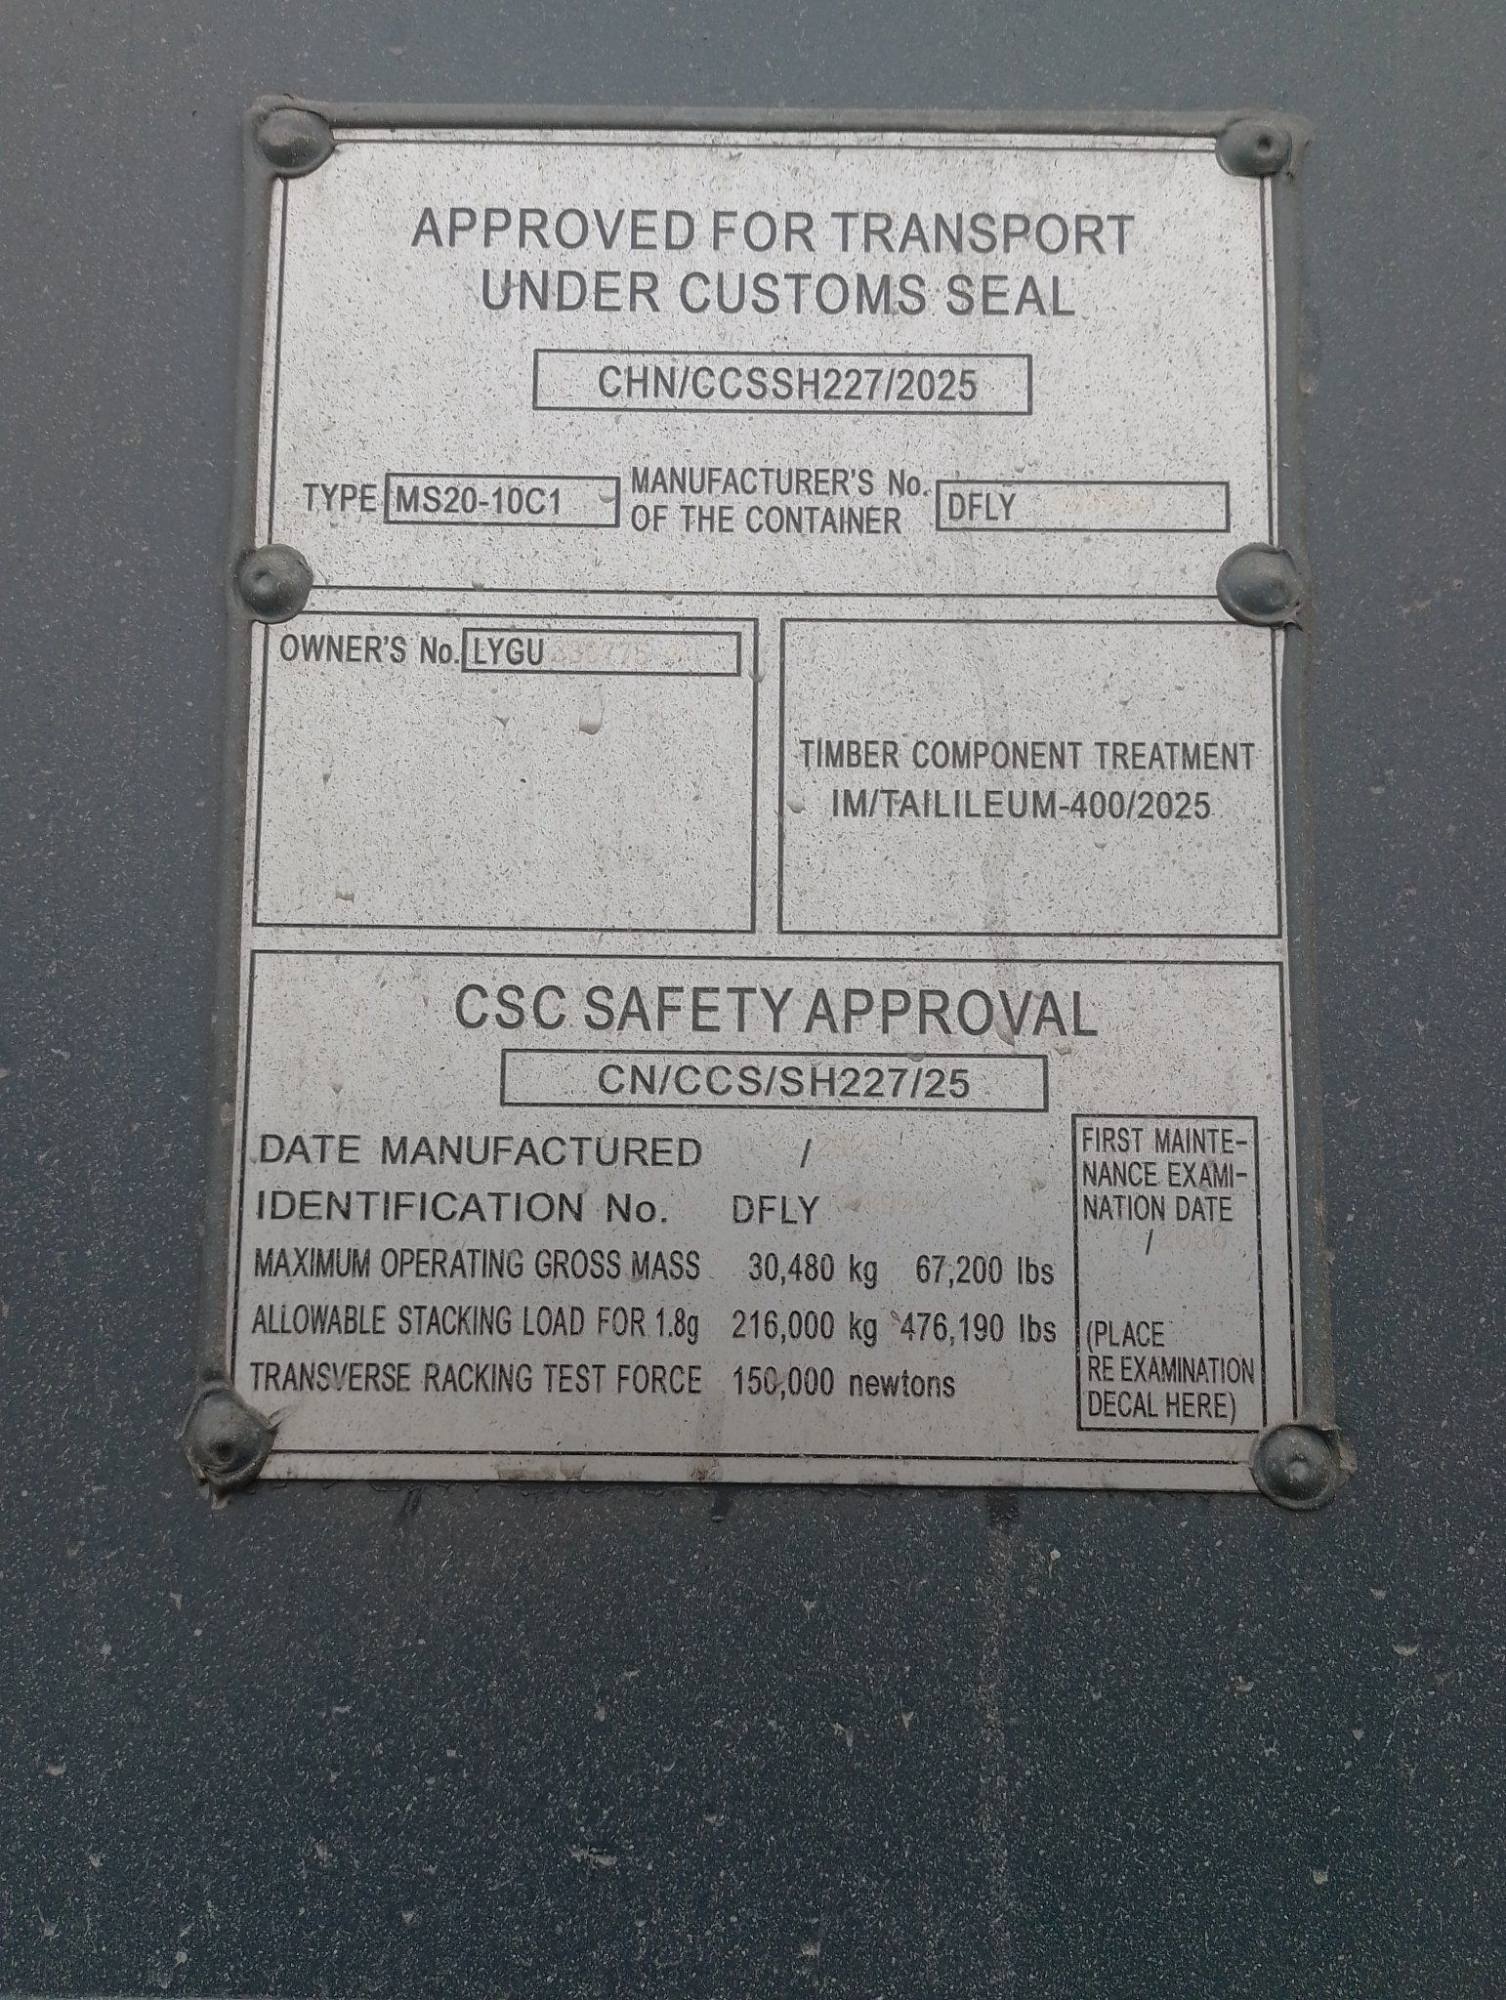 APPROVED FOR TRANSPORT
UNDER CUSTOMS SEAL
CHN/CCSSH227/2025
TYPE MS20-10C1 MANUFACTURER'S No. OF THE CONTAINER DFLY
OWNER'S No. LYGU
TIMBER COMPONENT TREATMENT
IM/TAILILEUM-400/2025
CSC SAFETY APPROVAL
CN/CCS/SH227/25
DATE MANUFACTURED /
IDENTIFICATION No. DFLY
MAXIMUM OPERATING GROSS MASS 30,480 kg 67,200 lbs
ALLOWABLE STACKING LOAD FOR 1.8g 216,000 kg 476,190 lbs
TRANSVERSE RACKING TEST FORCE 150,000 newtons
FIRST MAINTE-
NANCE EXAMI-
NATION DATE
/
(PLACE
RE EXAMINATION
DECAL HERE)